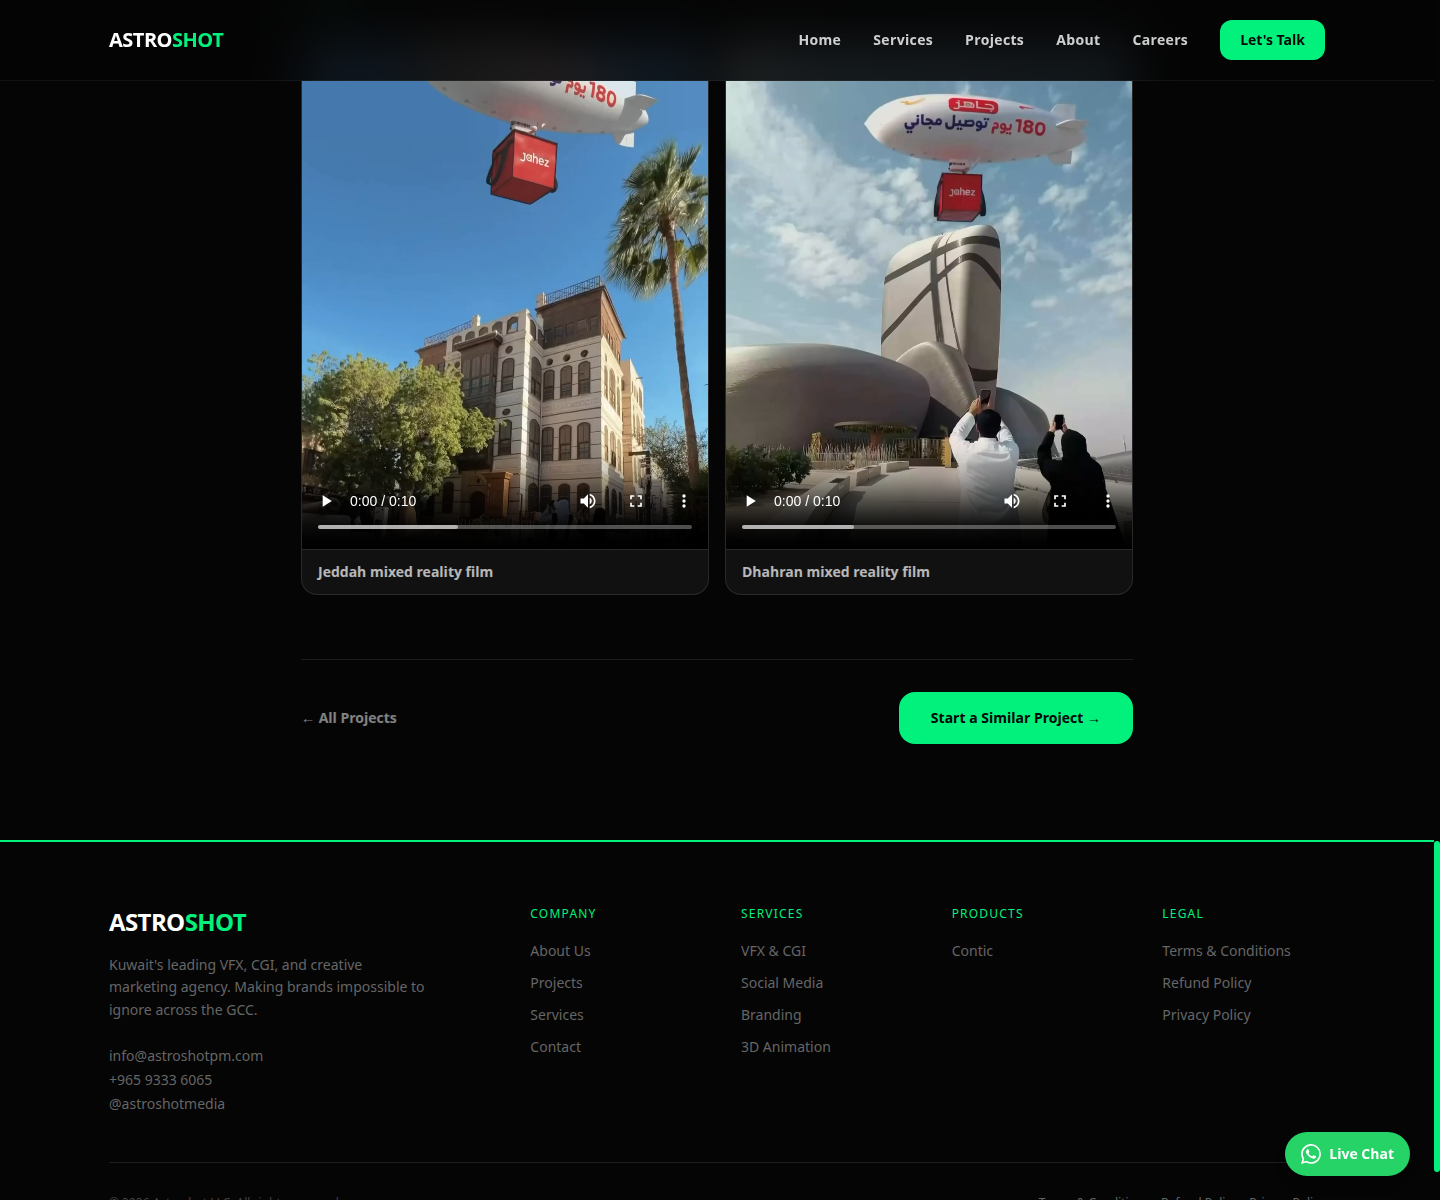 ASTROSHOT
Home
Services
Projects
About
Careers
Let's Talk
180 يوم
jahez
جاهز
180 يوم توصيل مجاني
jahez
0:00 / 0:10
0:00 / 0:10
Jeddah mixed reality film
Dhahran mixed reality film
← All Projects
Start a Similar Project →
ASTROSHOT
Kuwait's leading VFX, CGI, and creative
marketing agency. Making brands impossible to
ignore across the GCC.
info@astroshotpm.com
+965 9333 6065
@astroshotmedia
COMPANY
About Us
Projects
Services
Contact
SERVICES
VFX & CGI
Social Media
Branding
3D Animation
PRODUCTS
Contic
LEGAL
Terms & Conditions
Refund Policy
Privacy Policy
Live Chat